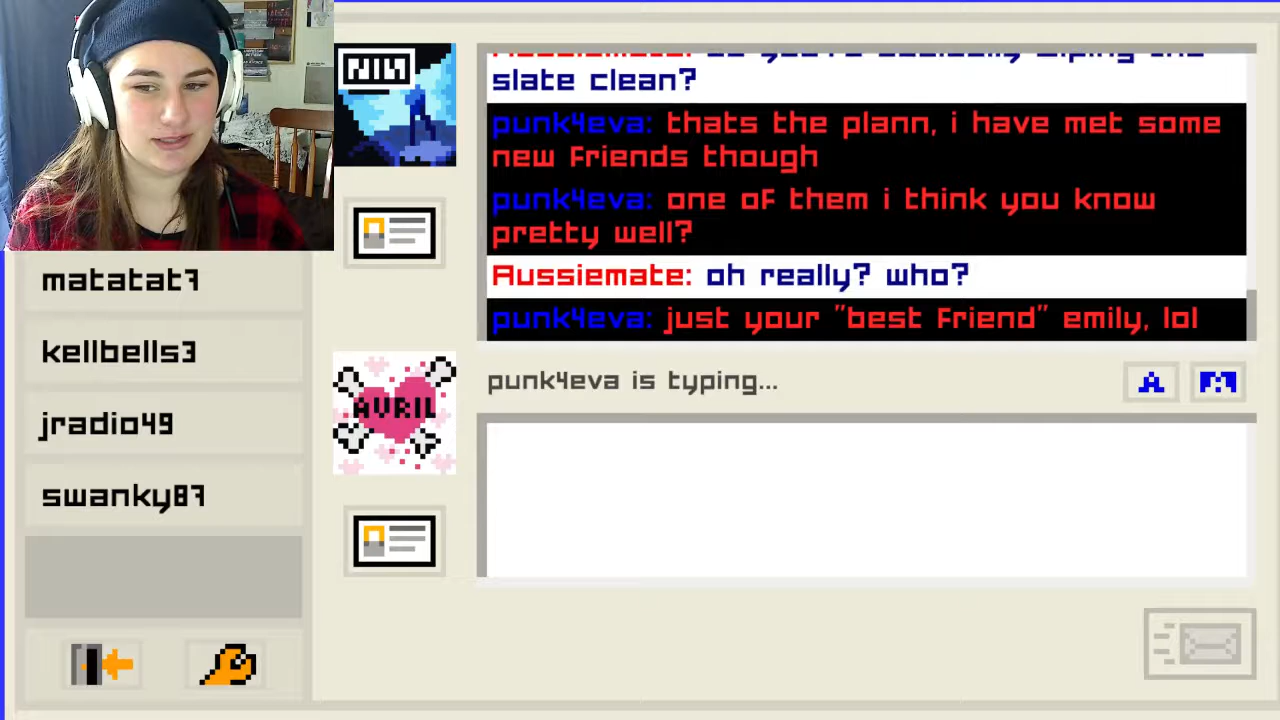 slate clean?
punk4eva: thats the plann, i have met some
new friends though
punk4eva: one of them i think you know
pretty well?
Aussiemate: oh really? who?
punk4eva: just your "best friend" emily, lol
punk4eva is typing...
A
AVRIL
matatat7
kellbells3
jradio49
swanky87